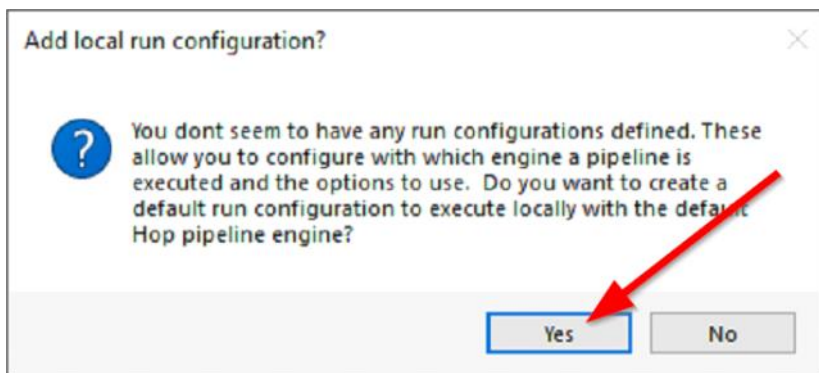 Add local run configuration?
You dont seem to have any run configurations defined. These
allow you to configure with which engine a pipeline is
executed and the options to use.  Do you want to create a
default run configuration to execute locally with the default
Hop pipeline engine?
Yes
No